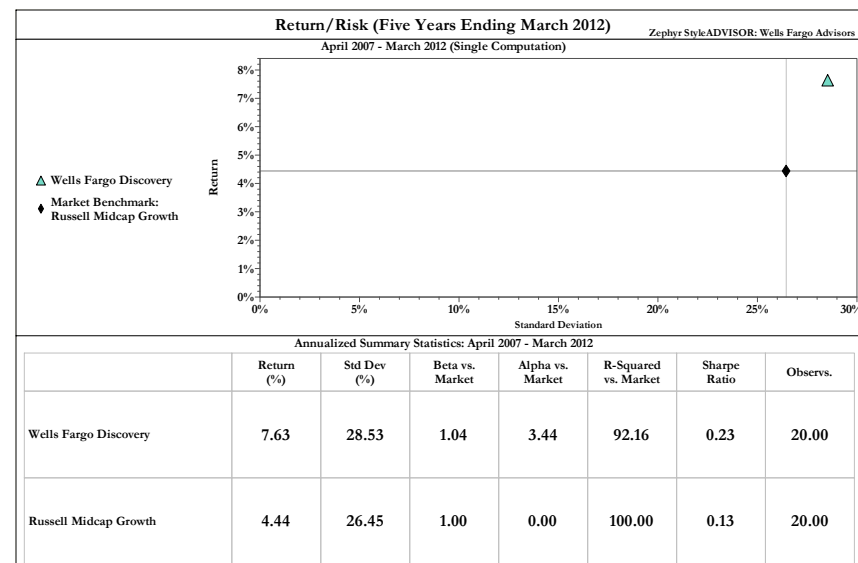 Return/Risk (Five Years Ending March 2012)
Zephyr StyleADVISOR: Wells Fargo Advisors
April 2007 - March 2012 (Single Computation)
8%
7%
6%
5%
4%
3%
2%
1%
0%
Return
Wells Fargo Discovery
Market Benchmark:
Russell Midcap Growth
0% 5% 10% 15% 20% 25% 30%
Standard Deviation
Annualized Summary Statistics: April 2007 - March 2012
Return (%) Std Dev (%) Beta vs. Market Alpha vs. Market R-Squared vs. Market Sharpe Ratio Observs.
Wells Fargo Discovery 7.63 28.53 1.04 3.44 92.16 0.23 20.00
Russell Midcap Growth 4.44 26.45 1.00 0.00 100.00 0.13 20.00